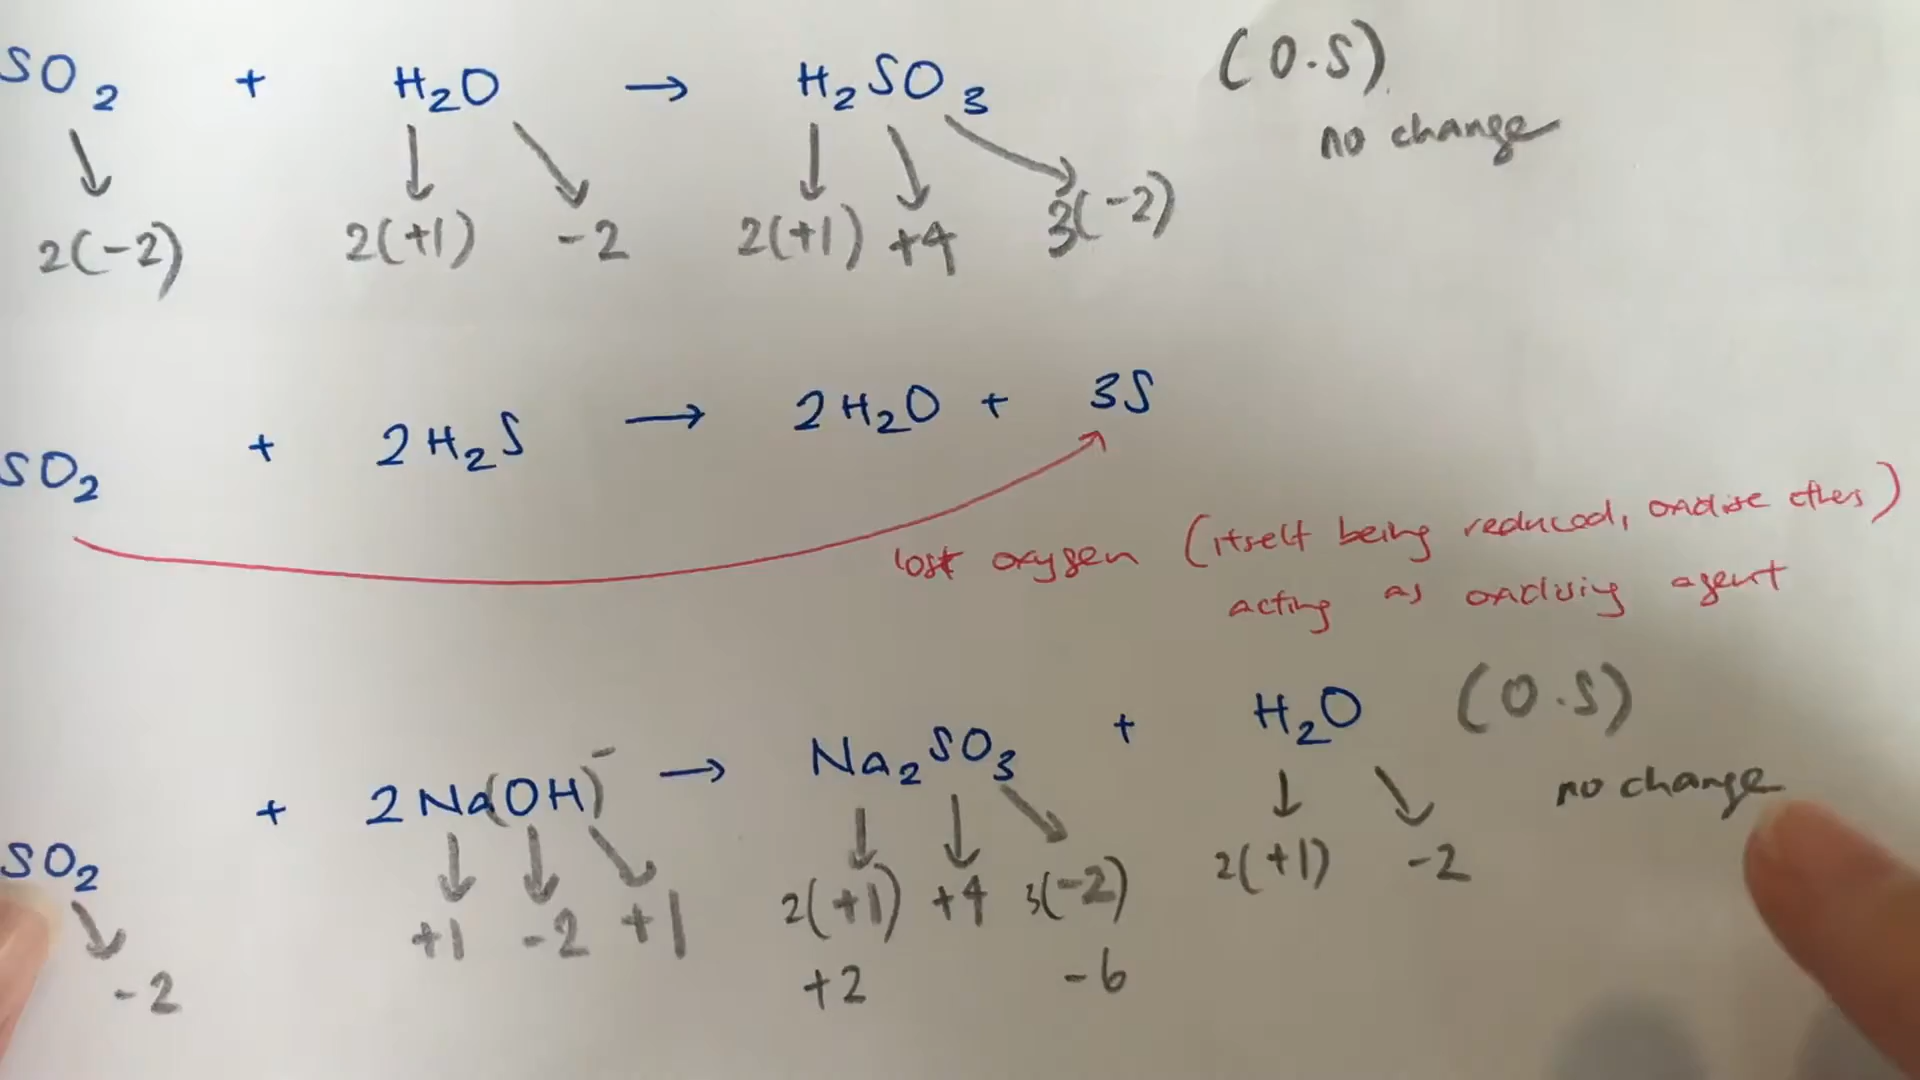 SO₂ + H₂O → H₂SO₃ (O.S)
no change
2(-2) 2(+1) -2 2(+1) +4 3(-2)
SO₂ + 2H₂S → 2H₂O + 3S
lost oxygen (itself being reduced, oxdise others)
acting as oxdising agent
SO₂ + 2Na(OH)⁻ → Na₂SO₃ + H₂O (O.S)
no change
-2 +1 -2 +1 2(+1) +4 3(-2) 2(+1) -2
+2 -6